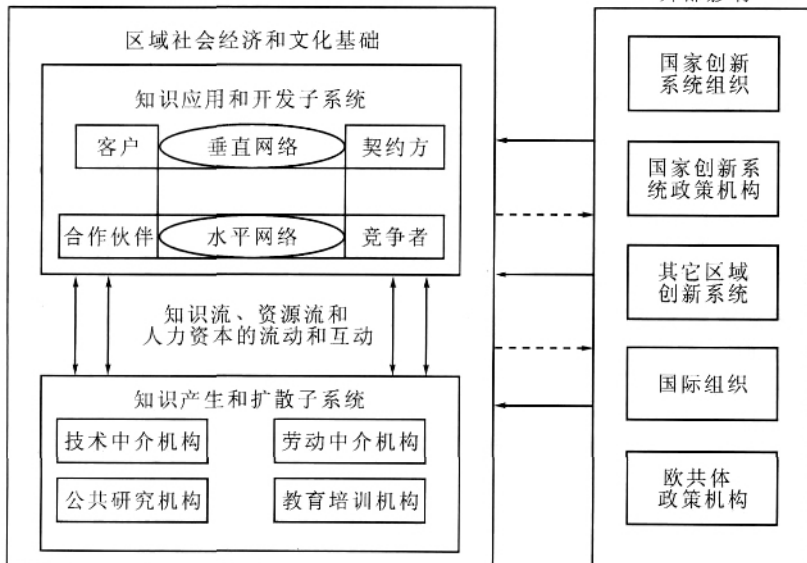 区域社会经济和文化基础
知识应用和开发子系统
客户
垂直网络
契约方
合作伙伴
水平网络
竞争者
知识流、资源流和
人力资本的流动和互动
知识产生和扩散子系统
技术中介机构
劳动中介机构
公共研究机构
教育培训机构
国家创新
系统组织
国家创新系
统政策机构
其它区域
创新系统
国际组织
欧共体
政策机构